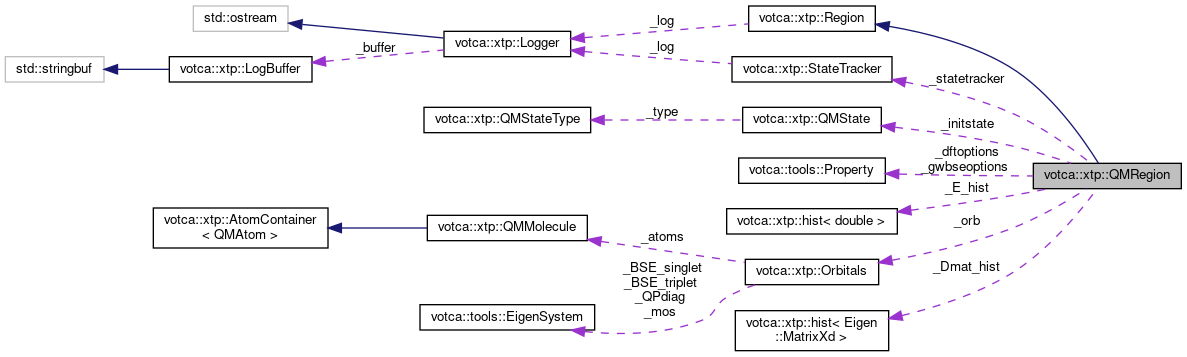 std::ostream
_log
votca::xtp::Region
votca::xtp::Logger
_buffer
_log
std::stringbuf
votca::xtp::LogBuffer
votca::xtp::StateTracker
_statetracker
votca::xtp::QMStateType
_type
votca::xtp::QMState
_initstate
_dftoptions
_gwbseoptions
votca::tools::Property
votca::xtp::QMRegion
_E_hist
votca::xtp::AtomContainer
< QMAtom >
votca::xtp::QMMolecule
votca::xtp::hist< double >
_orb
_atoms
votca::xtp::Orbitals
_Dmat_hist
_BSE_singlet
_BSE_triplet
_QPdiag
_mos
votca::tools::EigenSystem
votca::xtp::hist< Eigen
::MatrixXd >